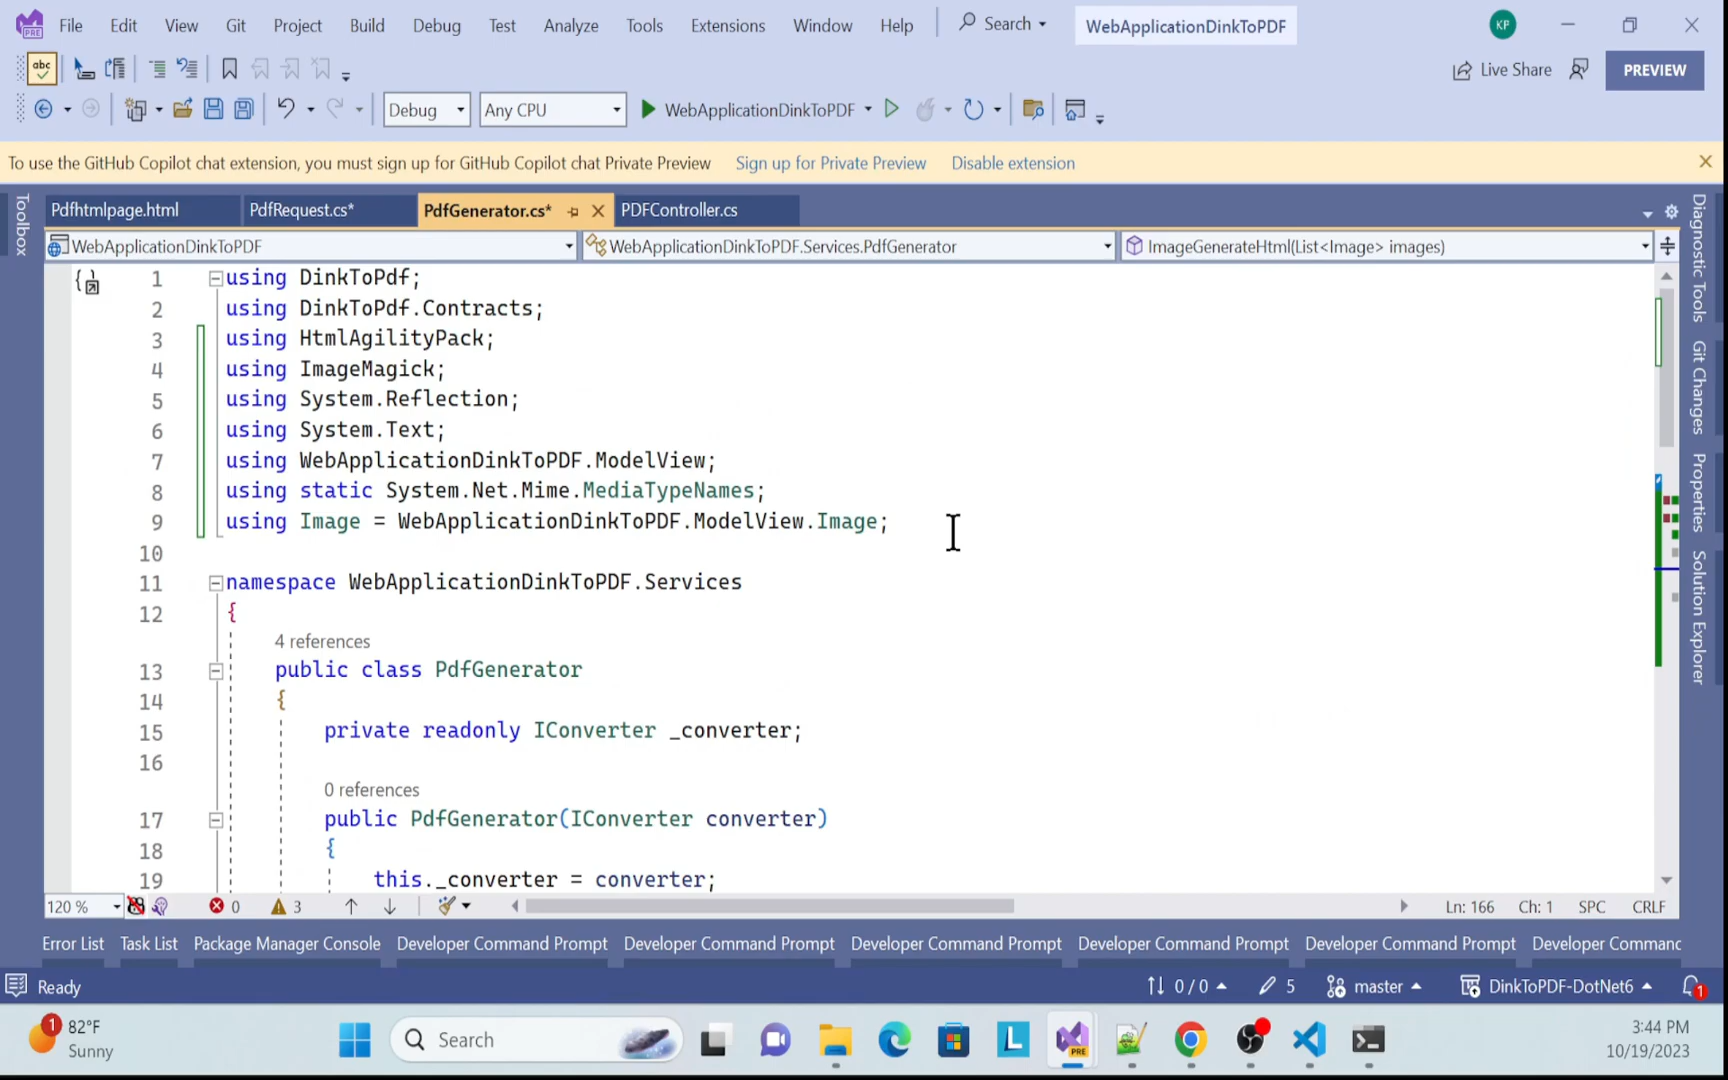 File Edit View Git Project Build Debug Test Analyze Tools Extensions Window Help Search WebApplicationDinkToPDF KP
PRE
abc Live Share PREVIEW
Debug Any CPU WebApplicationDinkToPDF
To use the GitHub Copilot chat extension, you must sign up for GitHub Copilot chat Private Preview Sign up for Private Preview Disable extension
Toolbox
Pdfhtmlpage.html PdfRequest.cs* PdfGenerator.cs* PDFController.cs
WebApplicationDinkToPDF WebApplicationDinkToPDF.Services.PdfGenerator ImageGenerateHtml(List<Image> images)
1 using DinkToPdf;
2 using DinkToPdf.Contracts;
3 using HtmlAgilityPack;
4 using ImageMagick;
5 using System.Reflection;
6 using System.Text;
7 using WebApplicationDinkToPDF.ModelView;
8 using static System.Net.Mime.MediaTypeNames;
9 using Image = WebApplicationDinkToPDF.ModelView.Image;
10
11 namespace WebApplicationDinkToPDF.Services
12 {
4 references
13 public class PdfGenerator
14 {
15 private readonly IConverter _converter;
16
0 references
17 public PdfGenerator(IConverter converter)
18 {
19 this._converter = converter;
Diagnostic Tools
Git Changes
Properties
Solution Explorer
120 % 0 3 Ln: 166 Ch: 1 SPC CRLF
Error List Task List Package Manager Console Developer Command Prompt Developer Command Prompt Developer Command Prompt Developer Command Prompt Developer Command Prompt Developer Commanc
Ready 0 / 0 5 master DinkToPDF-DotNet6 1
1 82°F
Sunny
Search
L
PRE
3:44 PM
10/19/2023